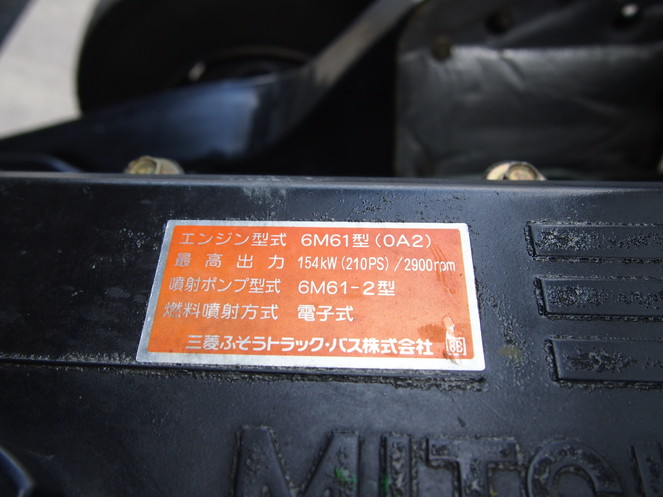 エンジン型式 6M61型(0A2)
最高出力 154kW(210PS)/2900rpm
噴射ポンプ型式 6M61-2型
燃料噴射方式 電子式
三菱ふそうトラック・バス株式会社